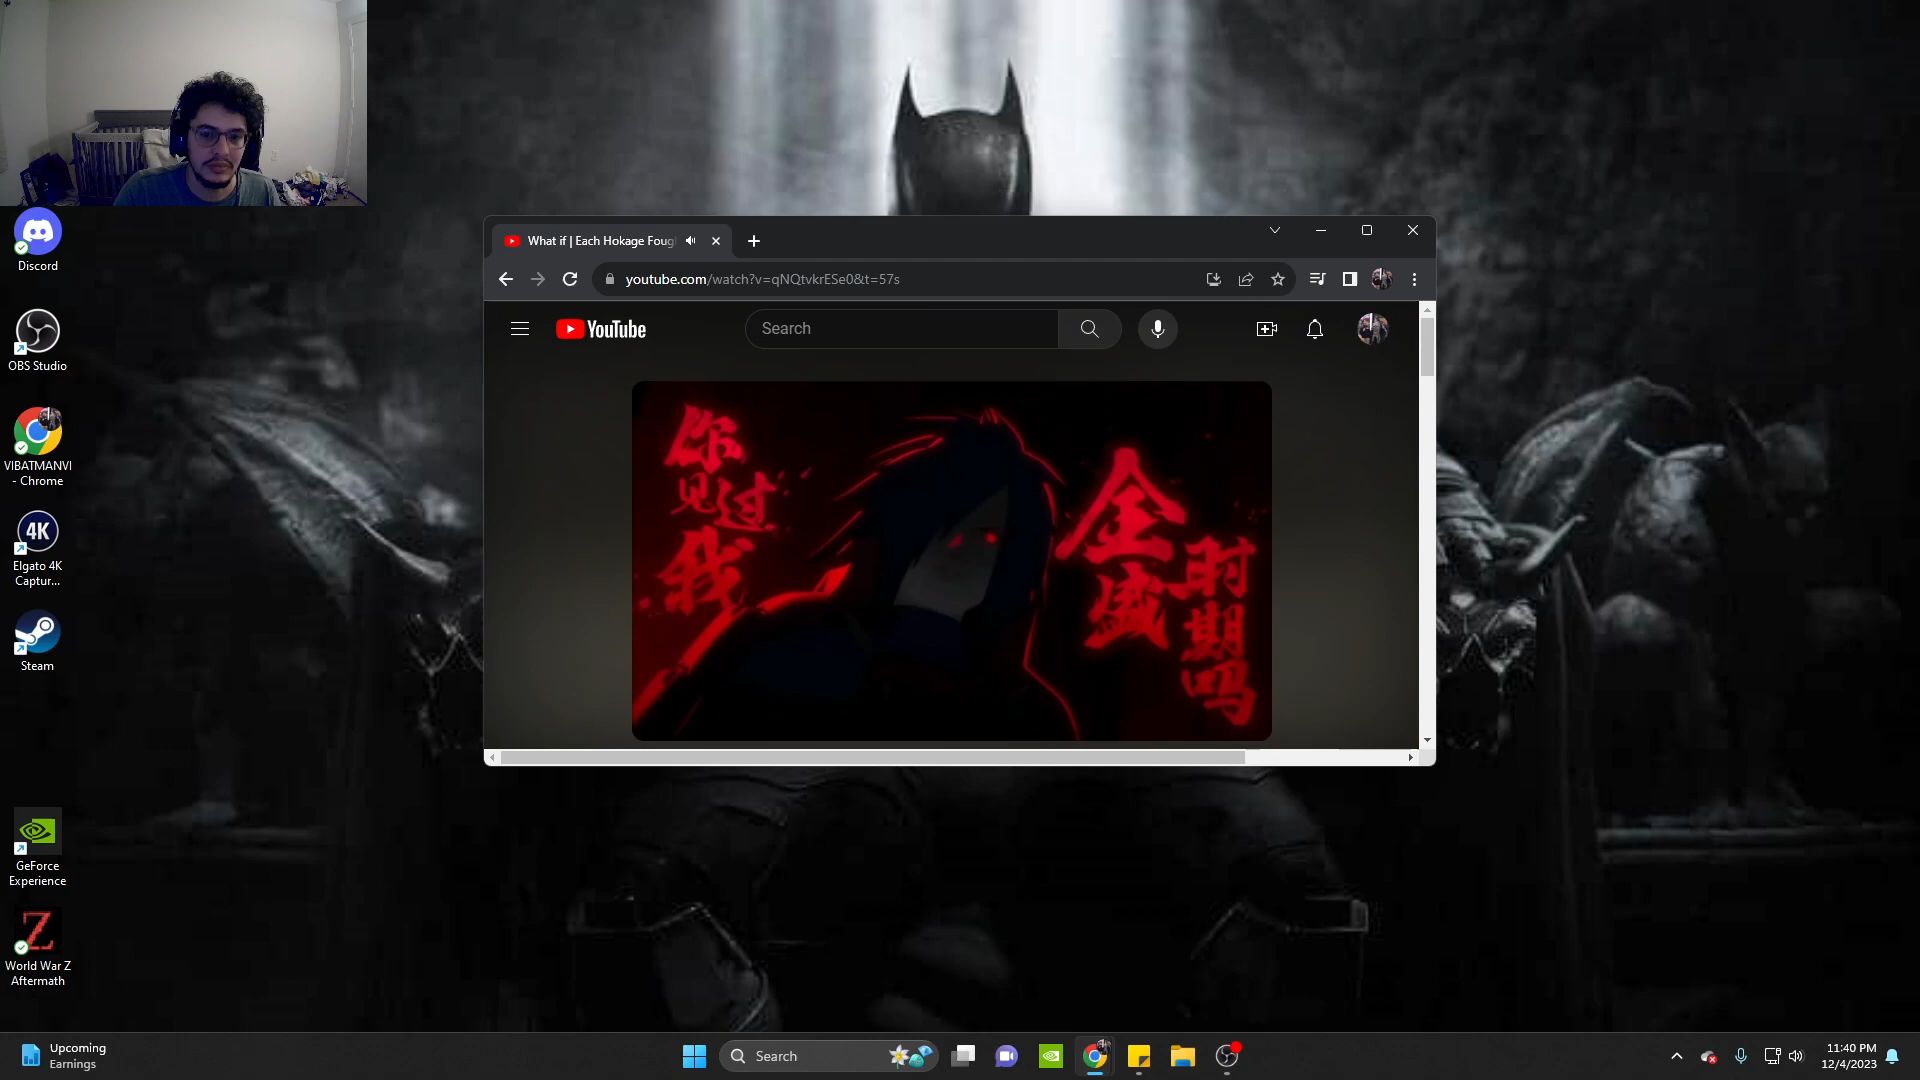 Discord
OBS Studio
VIBATMANVI
- Chrome
4K
Elgato 4K
Captur...
Steam
GeForce
Experience
Z
World War Z
Aftermath
What if | Each Hokage Foug
youtube.com/watch?v=qNQtvkrESe0&t=57s
YouTube
Search
你
见过
我
全盛
时期吗
Upcoming
Earnings
Search
11:40 PM
12/4/2023